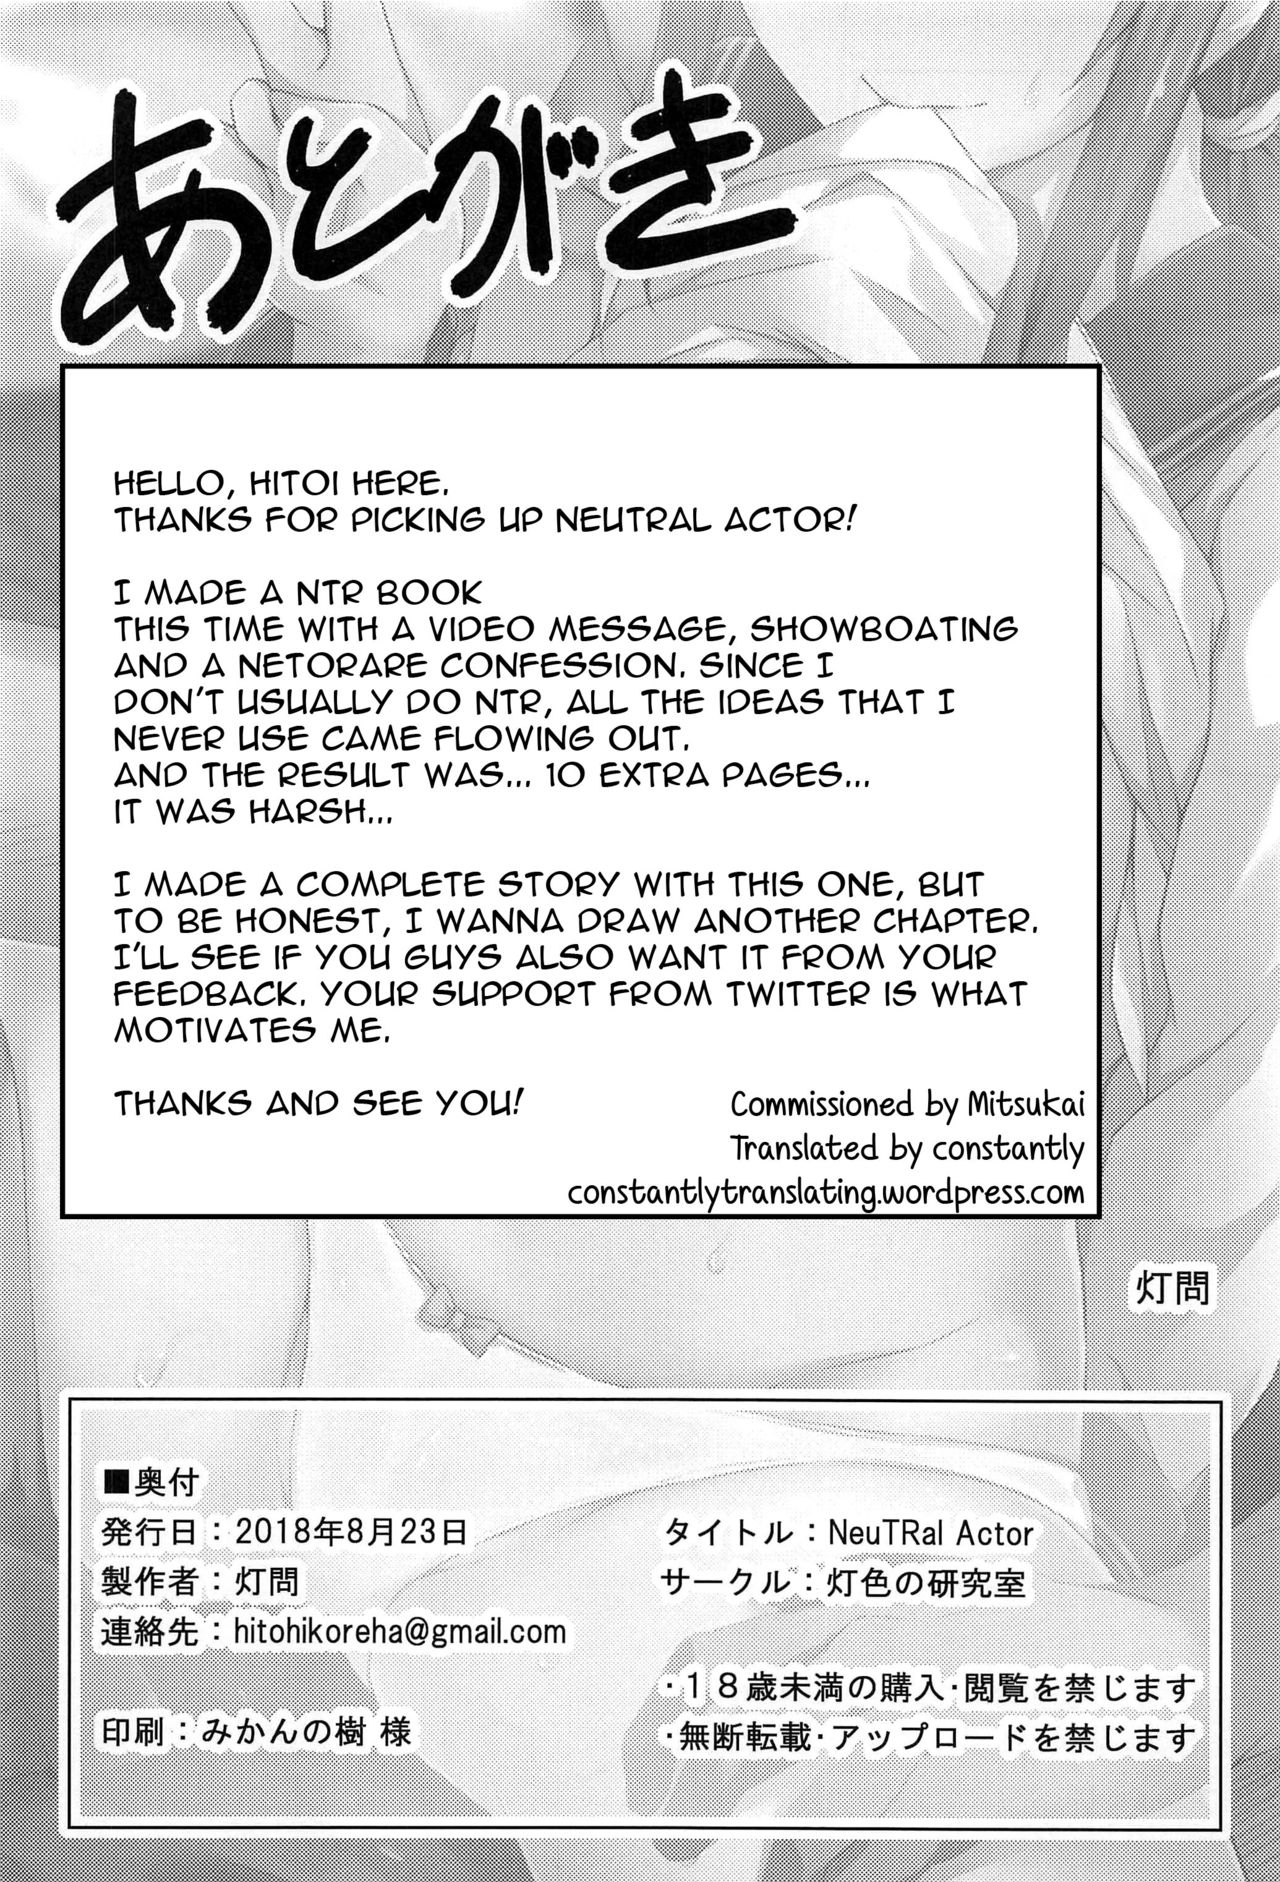 あとがき
HELLO, HITOI HERE.
THANKS FOR PICKING UP NEUTRAL ACTOR!
I MADE A NTR BOOK
THIS TIME WITH A VIDEO MESSAGE, SHOWBOATING
AND A NETORARE CONFESSION. SINCE I
DON'T USUALLY DO NTR, ALL THE IDEAS THAT I
NEVER USE CAME FLOWING OUT.
AND THE RESULT WAS... 10 EXTRA PAGES...
IT WAS HARSH...
I MADE A COMPLETE STORY WITH THIS ONE, BUT
TO BE HONEST, I WANNA DRAW ANOTHER CHAPTER.
I'LL SEE IF YOU GUYS ALSO WANT IT FROM YOUR
FEEDBACK. YOUR SUPPORT FROM TWITTER IS WHAT
MOTIVATES ME.
THANKS AND SEE YOU!
Commissioned by Mitsukai
Translated by constantly
constantlytranslating.wordpress.com
灯問
■奥付
発行日：2018年8月23日
製作者：灯問
連絡先：hitohikoreha@gmail.com
印刷：みかんの樹 様
タイトル：NeuTRal Actor
サークル：灯色の研究室
・１８歳未満の購入・閲覧を禁じます
・無断転載・アップロードを禁じます